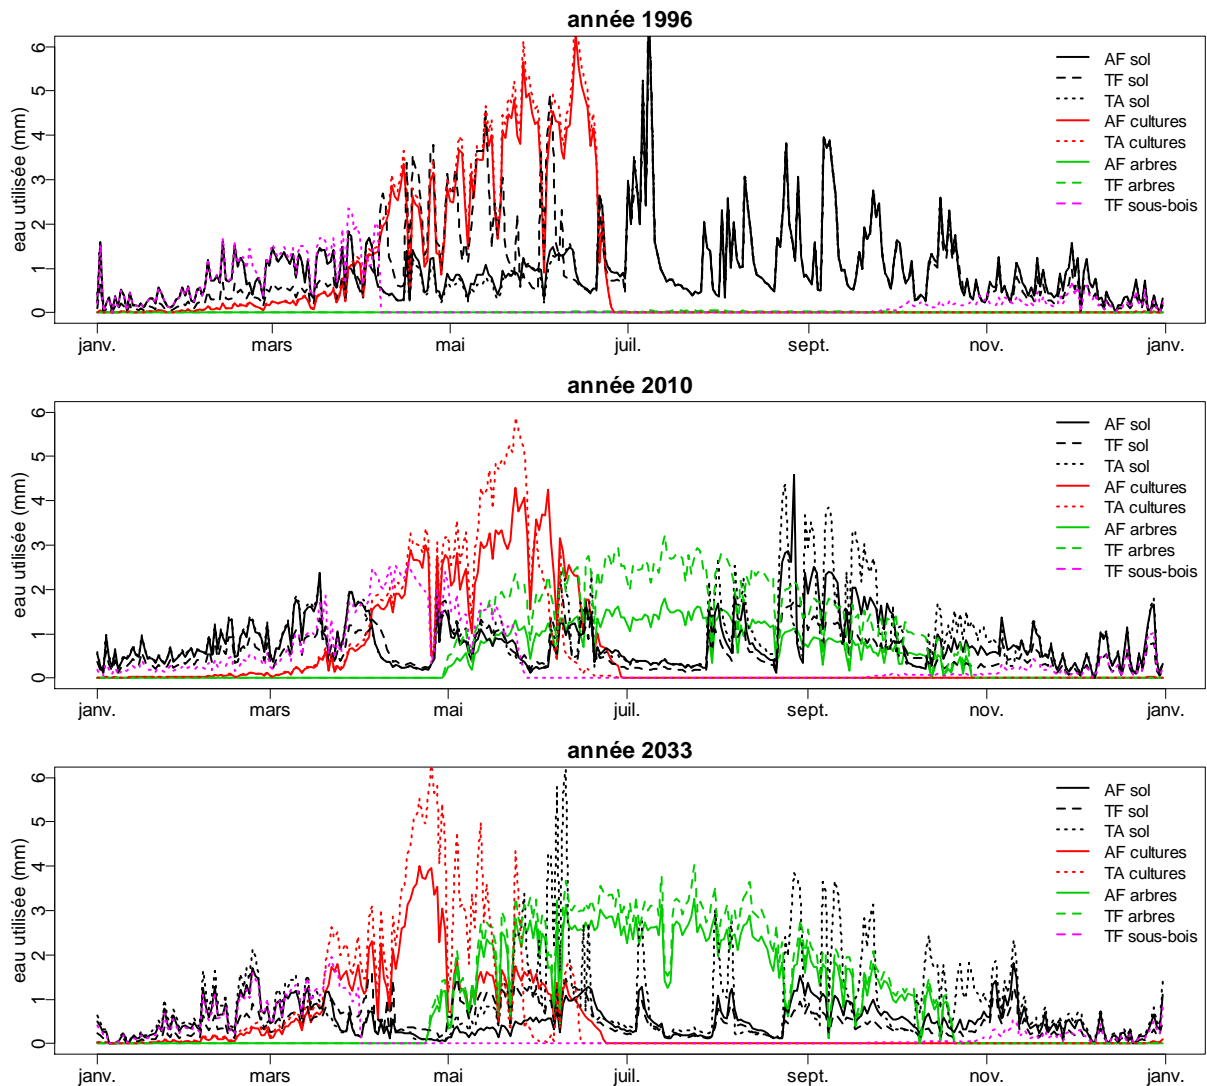 année 1996
eau utilisée (mm)
6
5
4
3
2
1
0
AF sol
TF sol
TA sol
AF cultures
TA cultures
AF arbres
TF arbres
TF sous-bois
janv.
mars
mai
juil.
sept.
nov.
janv.
année 2010
eau utilisée (mm)
6
5
4
3
2
1
0
AF sol
TF sol
TA sol
AF cultures
TA cultures
AF arbres
TF arbres
TF sous-bois
janv.
mars
mai
juil.
sept.
nov.
janv.
année 2033
eau utilisée (mm)
6
5
4
3
2
1
0
AF sol
TF sol
TA sol
AF cultures
TA cultures
AF arbres
TF arbres
TF sous-bois
janv.
mars
mai
juil.
sept.
nov.
janv.